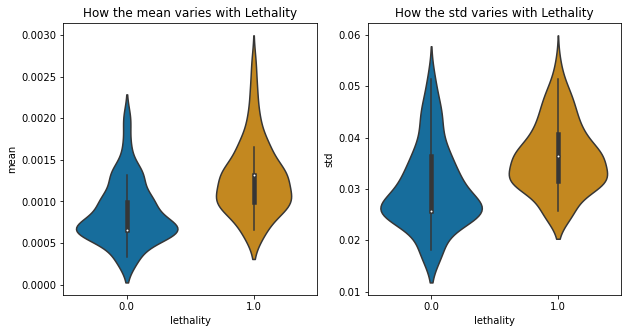 How the mean varies with Lethality
0.0030
0.0025
0.0020
0.0015
0.0010
0.0005
0.0000
mean
0.0
1.0
lethality
How the std varies with Lethality
0.06
0.05
0.04
0.03
0.02
0.01
std
0.0
1.0
lethality